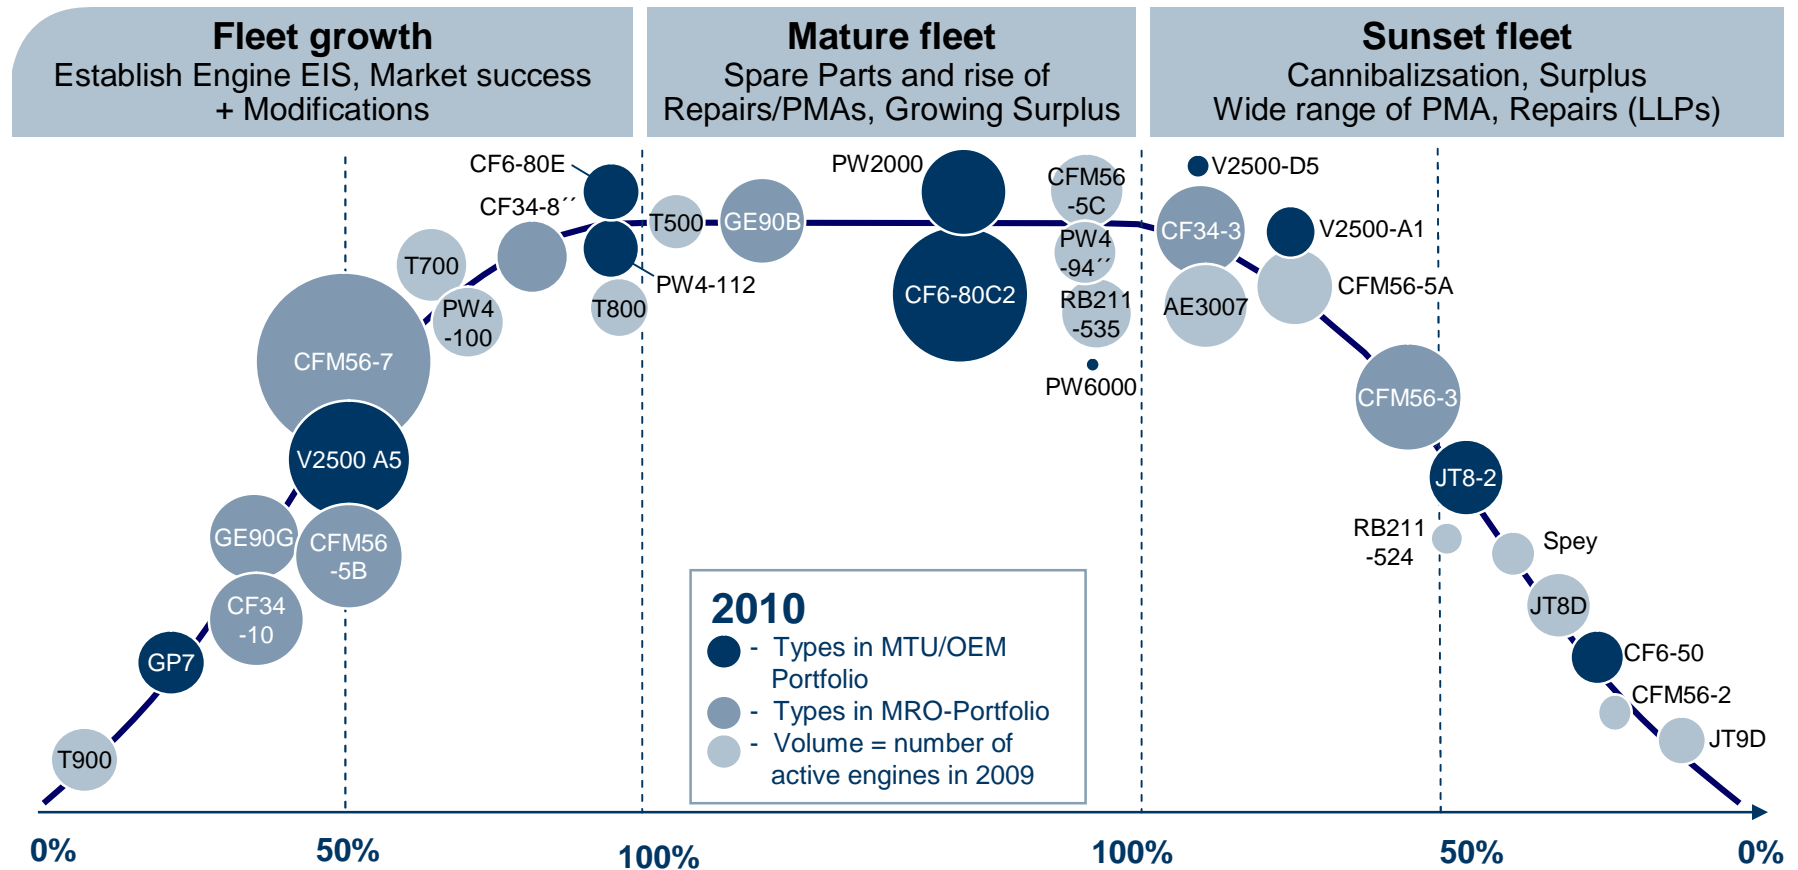 Fleet growth
Establish Engine EIS, Market success
+ Modifications
Mature fleet
Spare Parts and rise of
Repairs/PMAs, Growing Surplus
Sunset fleet
Cannibalizsation, Surplus
Wide range of PMA, Repairs (LLPs)
CF6-80E
CF34-8´´
T700
PW4
-100
CFM56-7
V2500 A5
GE90G
CFM56
-5B
CF34
-10
GP7
T900
PW4-112
T800
T500
GE90B
PW2000
CF6-80C2
CFM56
-5C
PW4
-94´´
RB211
-535
PW6000
V2500-D5
CF34-3
V2500-A1
AE3007
CFM56-5A
CFM56-3
JT8-2
RB211
-524
Spey
JT8D
CF6-50
CFM56-2
JT9D
2010
- Types in MTU/OEM
Portfolio
- Types in MRO-Portfolio
- Volume = number of
active engines in 2009
0%
50%
100%
100%
50%
0%